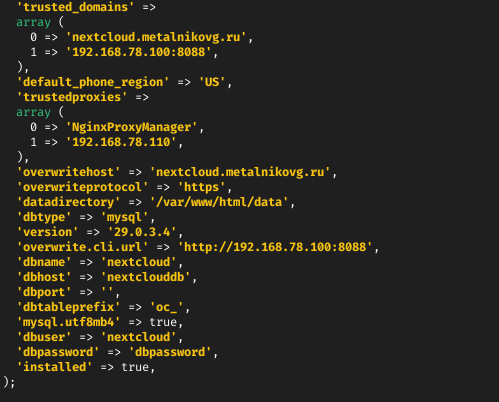 'trusted_domains' =>
array (
0 => 'nextcloud.metalnikovg.ru',
1 => '192.168.78.100:8088',
),
'default_phone_region' => 'US',
'trustedproxies' =>
array (
0 => 'NginxProxyManager',
1 => '192.168.78.110',
),
'overwritehost' => 'nextcloud.metalnikovg.ru',
'overwriteprotocol' => 'https',
'datadirectory' => '/var/www/html/data',
'dbtype' => 'mysql',
'version' => '29.0.3.4',
'overwrite.cli.url' => 'http://192.168.78.100:8088',
'dbname' => 'nextcloud',
'dbhost' => 'nextclouddb',
'dbport' => '',
'dbtableprefix' => 'oc_',
'mysql.utf8mb4' => true,
'dbuser' => 'nextcloud',
'dbpassword' => 'dbpassword',
'installed' => true,
);